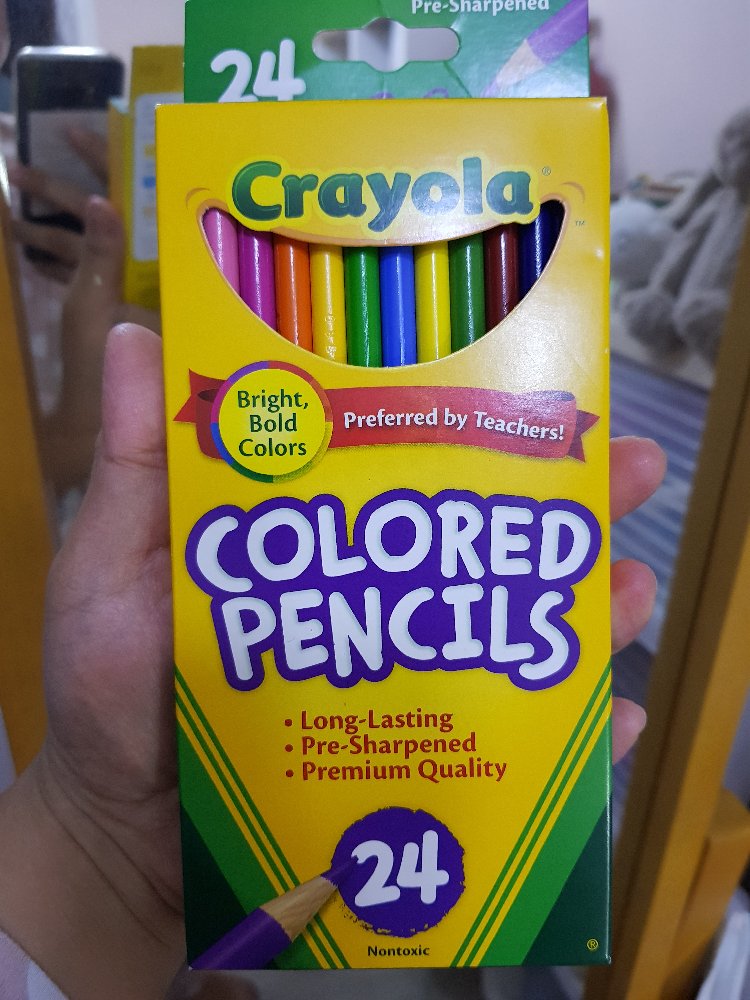 Pre-Sharpened
24
Crayola®
™
Bright,
Bold
Colors
Preferred by Teachers!
COLORED
PENCILS
• Long-Lasting
• Pre-Sharpened
• Premium Quality
24
Nontoxic
®